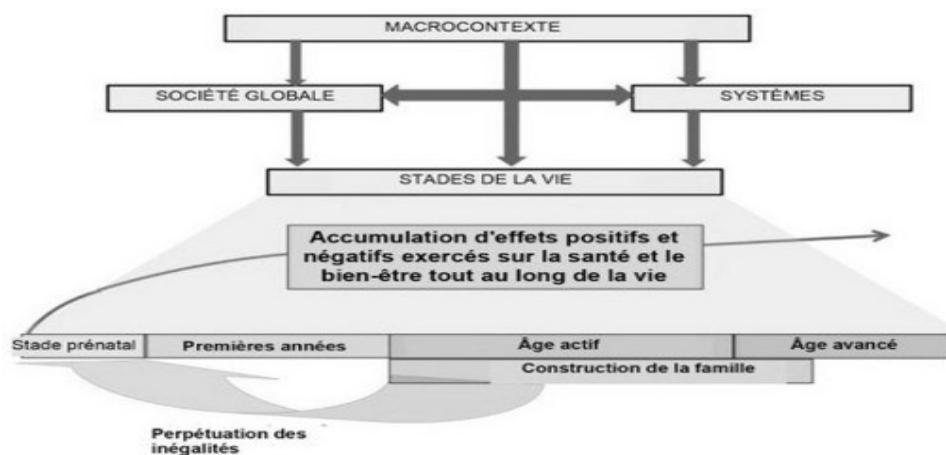 MACROCONTEXTE
SOCIÉTÉ GLOBALE
SYSTÈMES
STADES DE LA VIE
Accumulation d'effets positifs et
négatifs exercés sur la santé et le
bien-être tout au long de la vie
Stade prénatal
Premières années
Âge actif
Âge avancé
Construction de la famille
Perpétuation des
inégalités